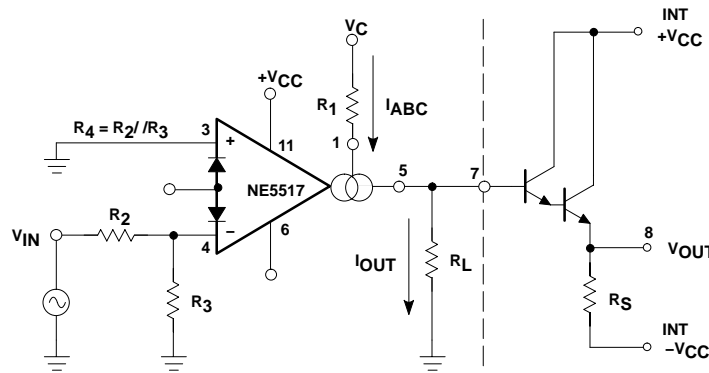 VC
INT
+VCC
+VCC
R1
IABC
R4 = R2/ /R3
3
+
11
1
NE5517
5
7
VIN
R2
4
−
6
8
VOUT
IOUT
RL
R3
RS
INT
−VCC